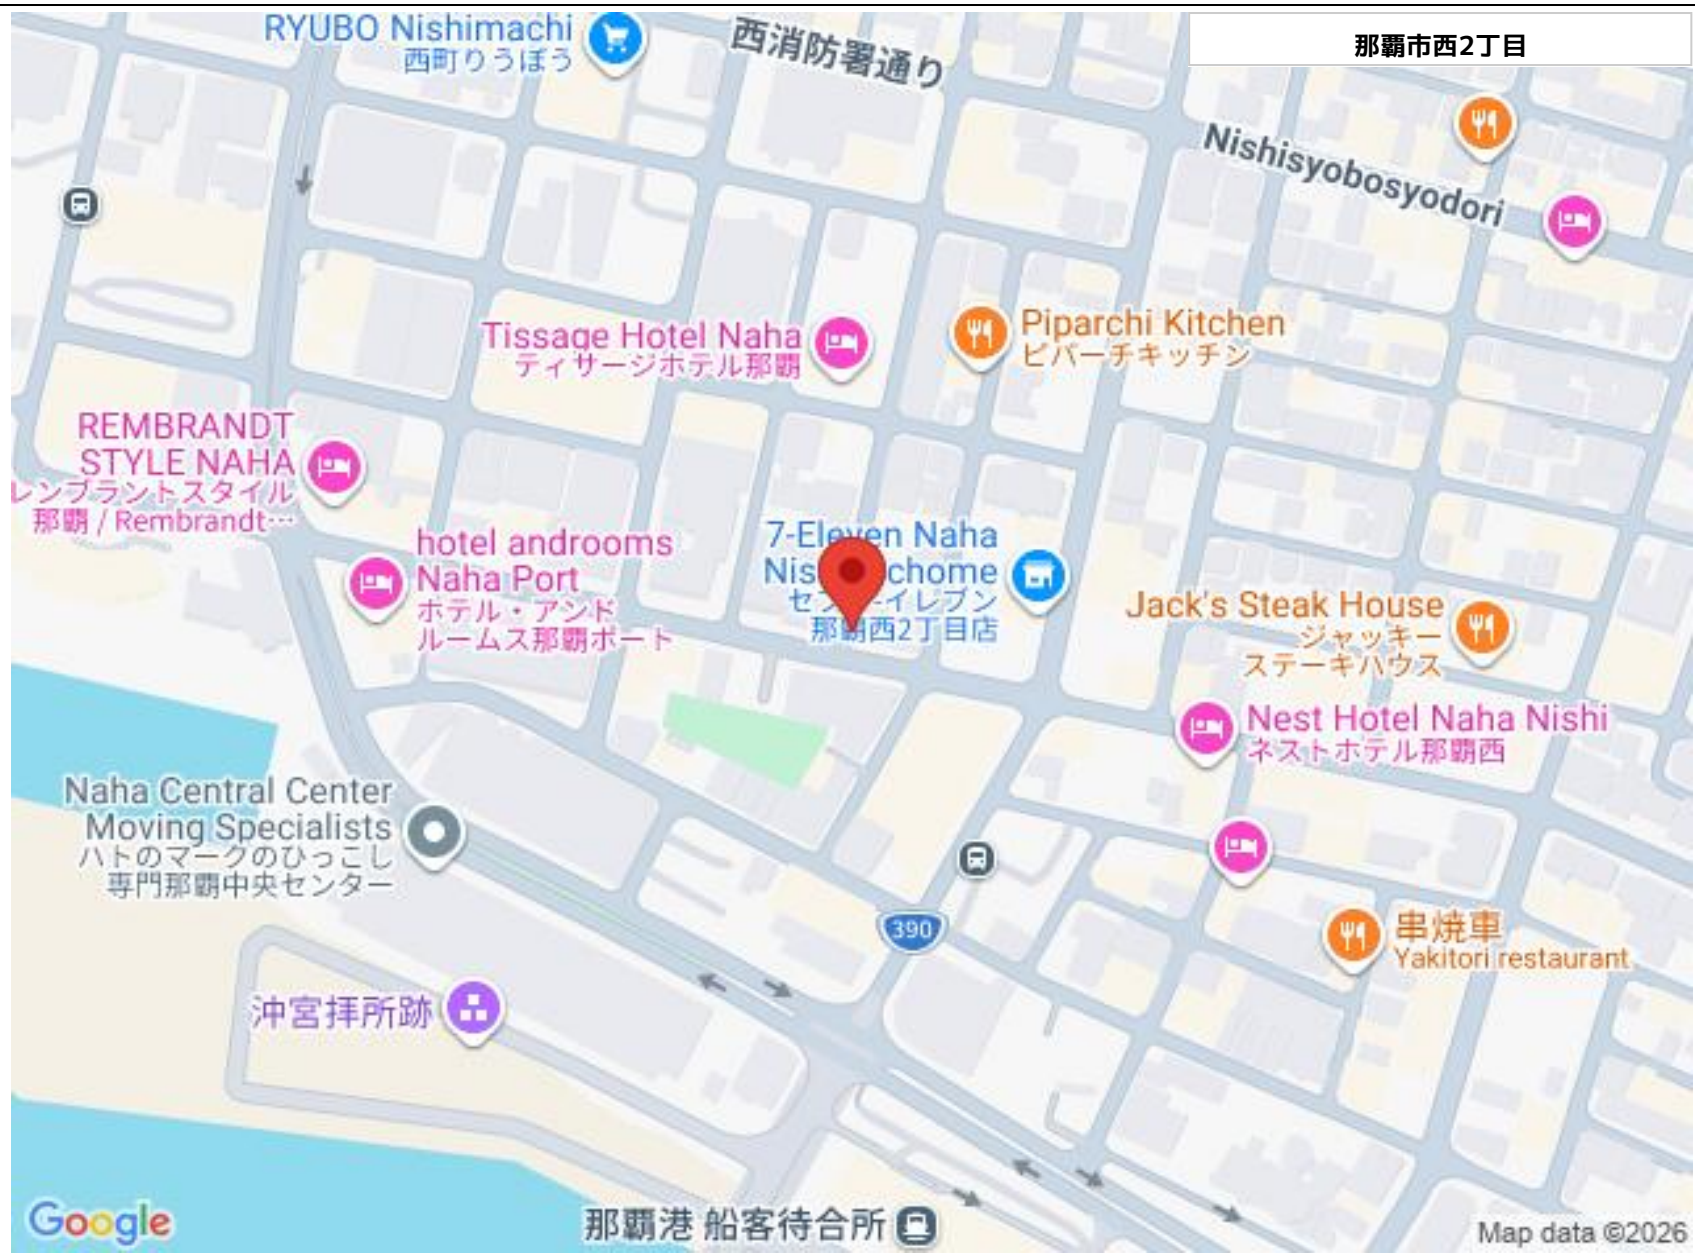 RYUBO Nishimachi
西町りうぼう
西消防署通り
那覇市西2丁目
Nishisyobosyodori
Tissage Hotel Naha
ティサージホテル那覇
Piparchi Kitchen
ピパーチキッチン
REMBRANDT
STYLE NAHA
レンブラントスタイル
那覇 / Rembrandt…
hotel androoms
Naha Port
ホテル・アンド
ルームス那覇ポート
7-Eleven Naha
那覇西2丁目店
Jack's Steak House
ジャッキー
ステーキハウス
Nest Hotel Naha Nishi
ネストホテル那覇西
Naha Central Center
Moving Specialists
ハトのマークのひっこし
専門那覇中央センター
390
串焼車
Yakitori restaurant
沖宮拝所跡
那覇港 船客待合所
Google
Map data ©2026